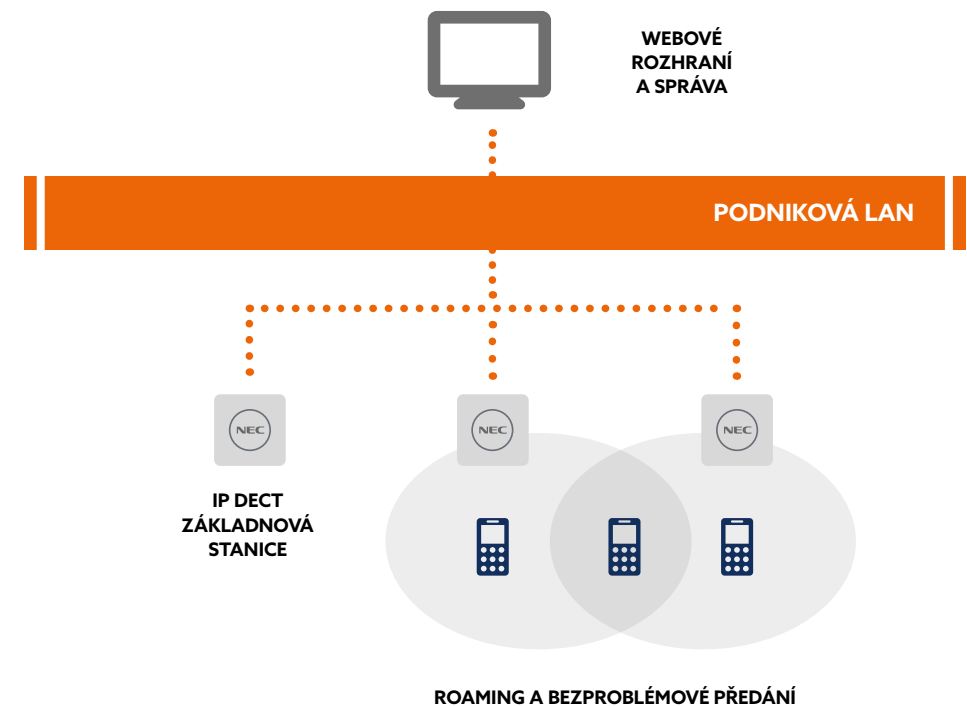 WEBOVÉ
ROZHRANÍ
A SPRÁVA
PODNIKOVÁ LAN
NEC
NEC
NEC
IP DECT
ZÁKLADNOVÁ
STANICE
ROAMING A BEZPROBLÉMOVÉ PŘEDÁNÍ